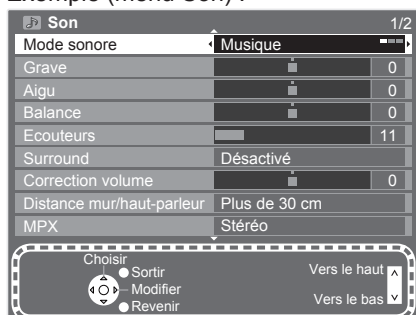 Exemple (menu Son) :
Son 1/2
Mode sonore Musique
Grave 0
Aigu 0
Balance 0
Ecouteurs 11
Surround Désactivé
Correction volume 0
Distance mur/haut-parleur Plus de 30 cm
MPX Stéréo
Choisir
Sortir
Modifier
Revenir
Vers le haut
Vers le bas